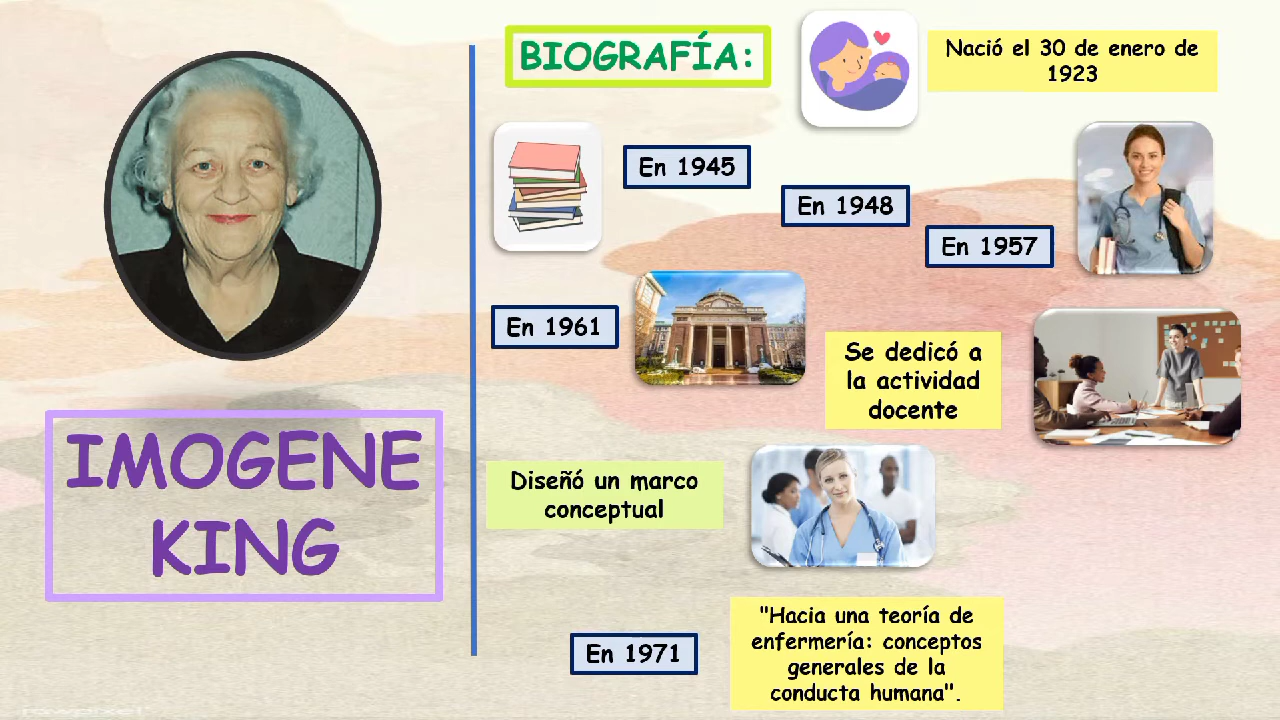 IMOGENE
KING
BIOGRAFÍA:
Nació el 30 de enero de
1923
En 1945
En 1948
En 1957
En 1961
Se dedicó a
la actividad
docente
Diseñó un marco
conceptual
En 1971
"Hacia una teoría de
enfermería: conceptos
generales de la
conducta humana".